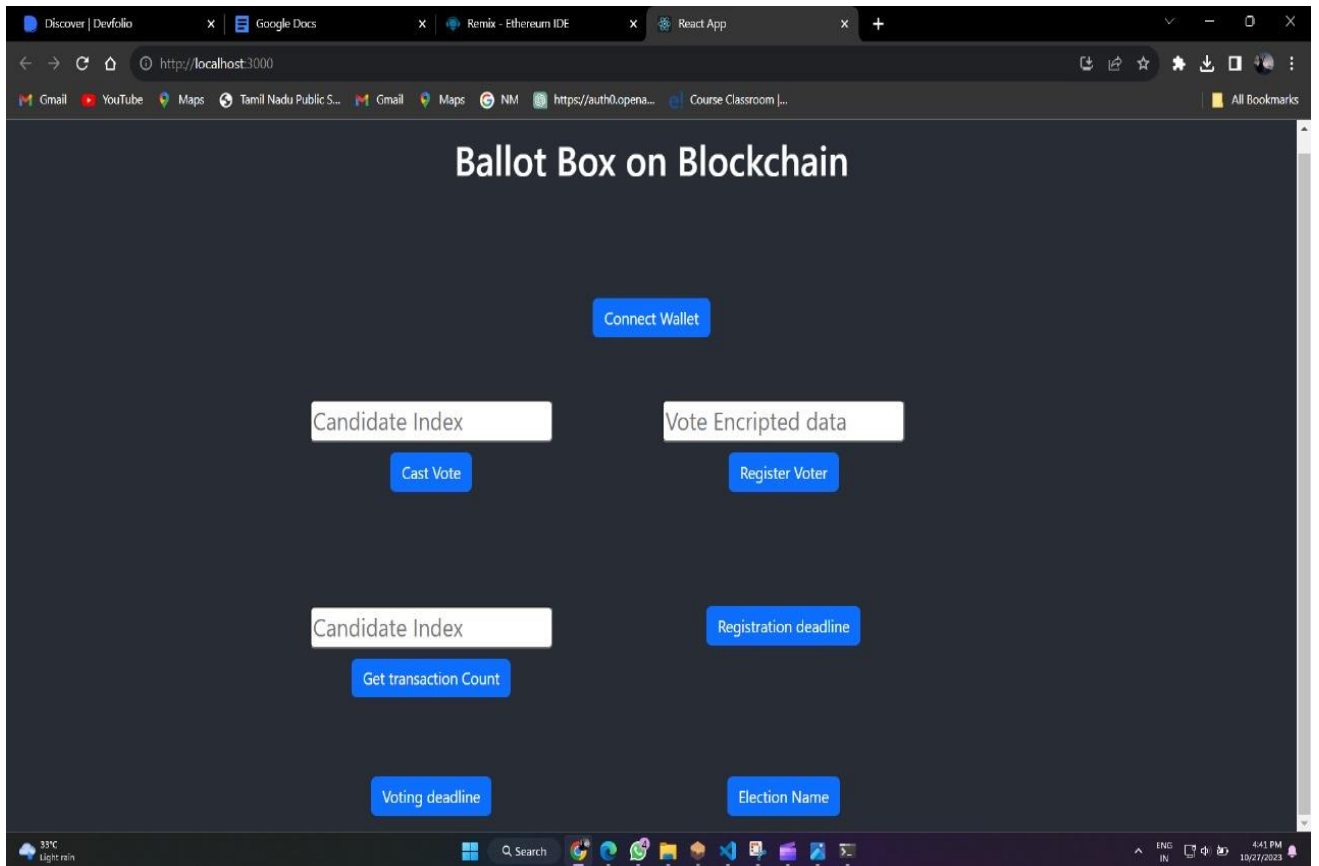 Discover | Devfolio
Google Docs
Remix - Ethereum IDE
React App
http://localhost:3000
Gmail
YouTube
Maps
Tamil Nadu Public S...
Gmail
Maps
NM
https://auth0.opena...
Course Classroom |...
All Bookmarks
Ballot Box on Blockchain
Connect Wallet
Candidate Index
Vote Encripted data
Cast Vote
Register Voter
Candidate Index
Registration deadline
Get transaction Count
Voting deadline
Election Name
33°C
Light rain
Search
ENG
IN
4:41 PM
10/27/2023